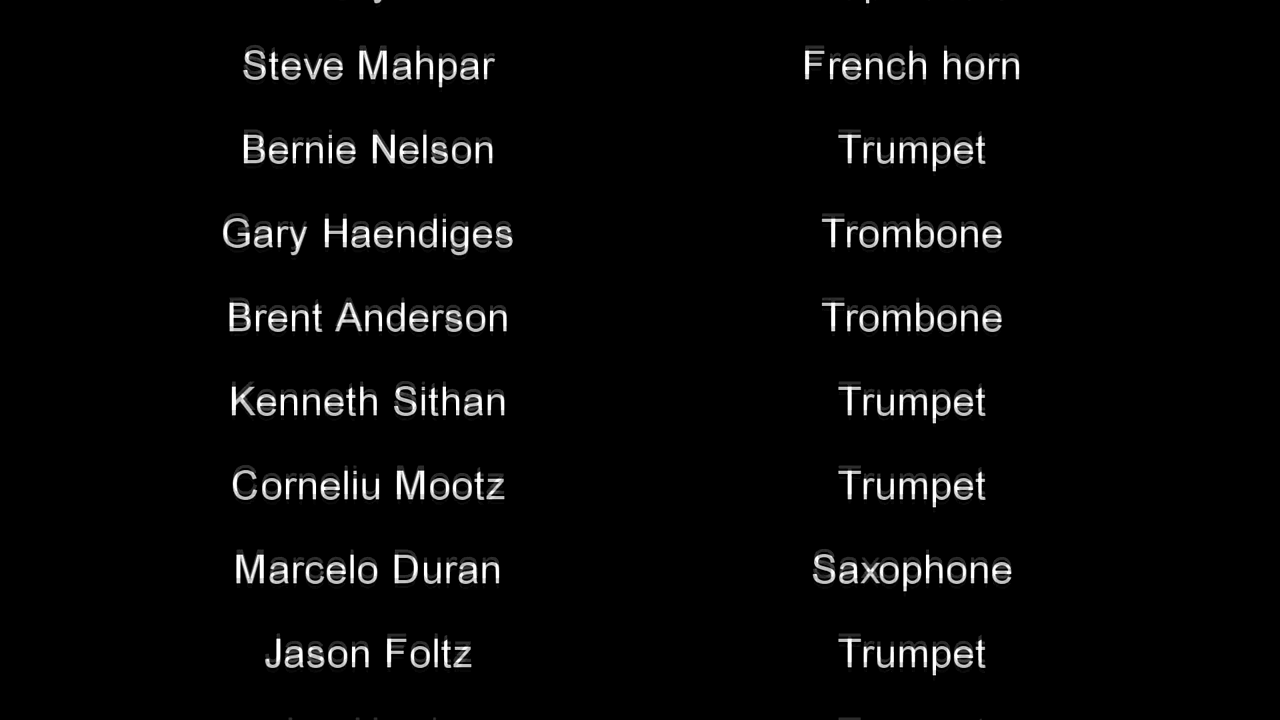 Steve Mahpar French horn
Bernie Nelson Trumpet
Gary Haendiges Trombone
Brent Anderson Trombone
Kenneth Sithan Trumpet
Corneliu Mootz Trumpet
Marcelo Duran Saxophone
Jason Foltz Trumpet